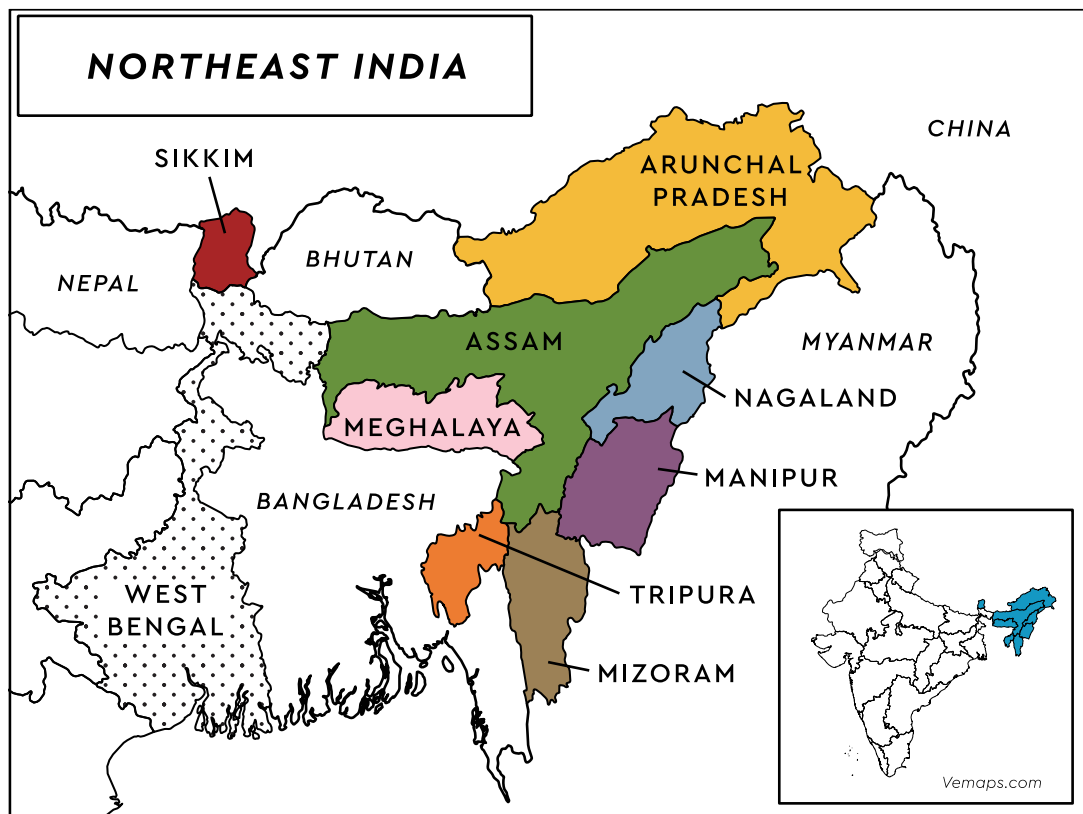 NORTHEAST INDIA
CHINA
SIKKIM
ARUNCHAL
PRADESH
BHUTAN
NEPAL
ASSAM
MYANMAR
NAGALAND
MEGHALAYA
MANIPUR
BANGLADESH
WEST
BENGAL
TRIPURA
MIZORAM
Vemaps.com